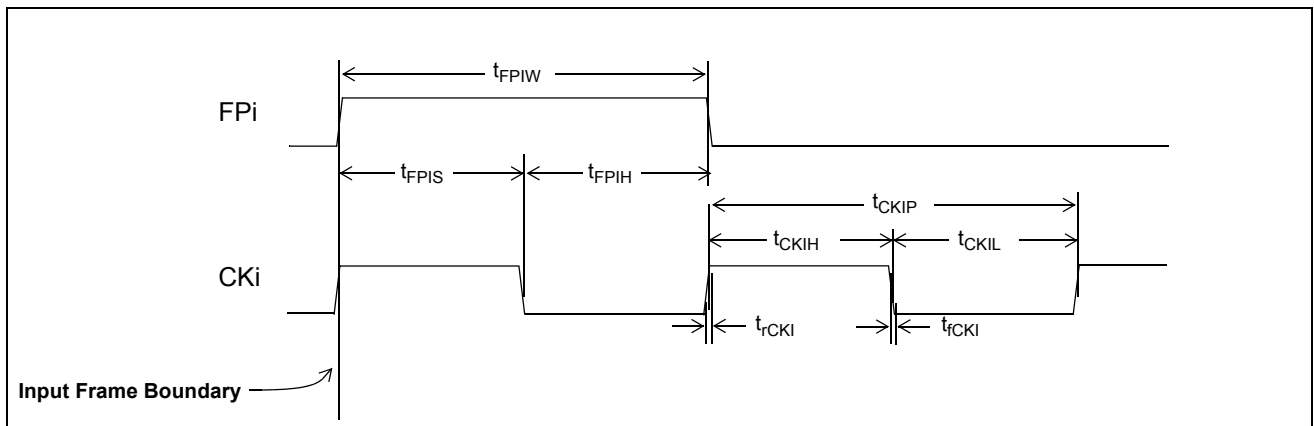 tFPIW
FPi
tFPIS
tFPIH
tCKIP
tCKIH
tCKIL
CKi
trCKI
tfCKI
Input Frame Boundary